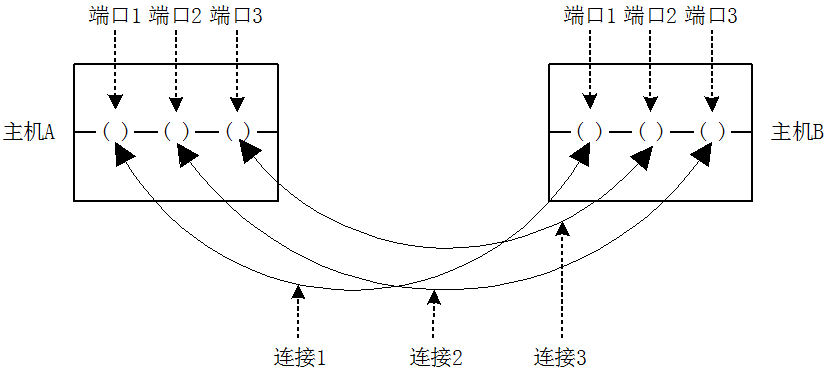 端口1 端口2 端口3 端口1 端口2 端口3
主机A ( ) ( ) ( ) ( ) ( ) ( ) 主机B
连接1 连接2 连接3